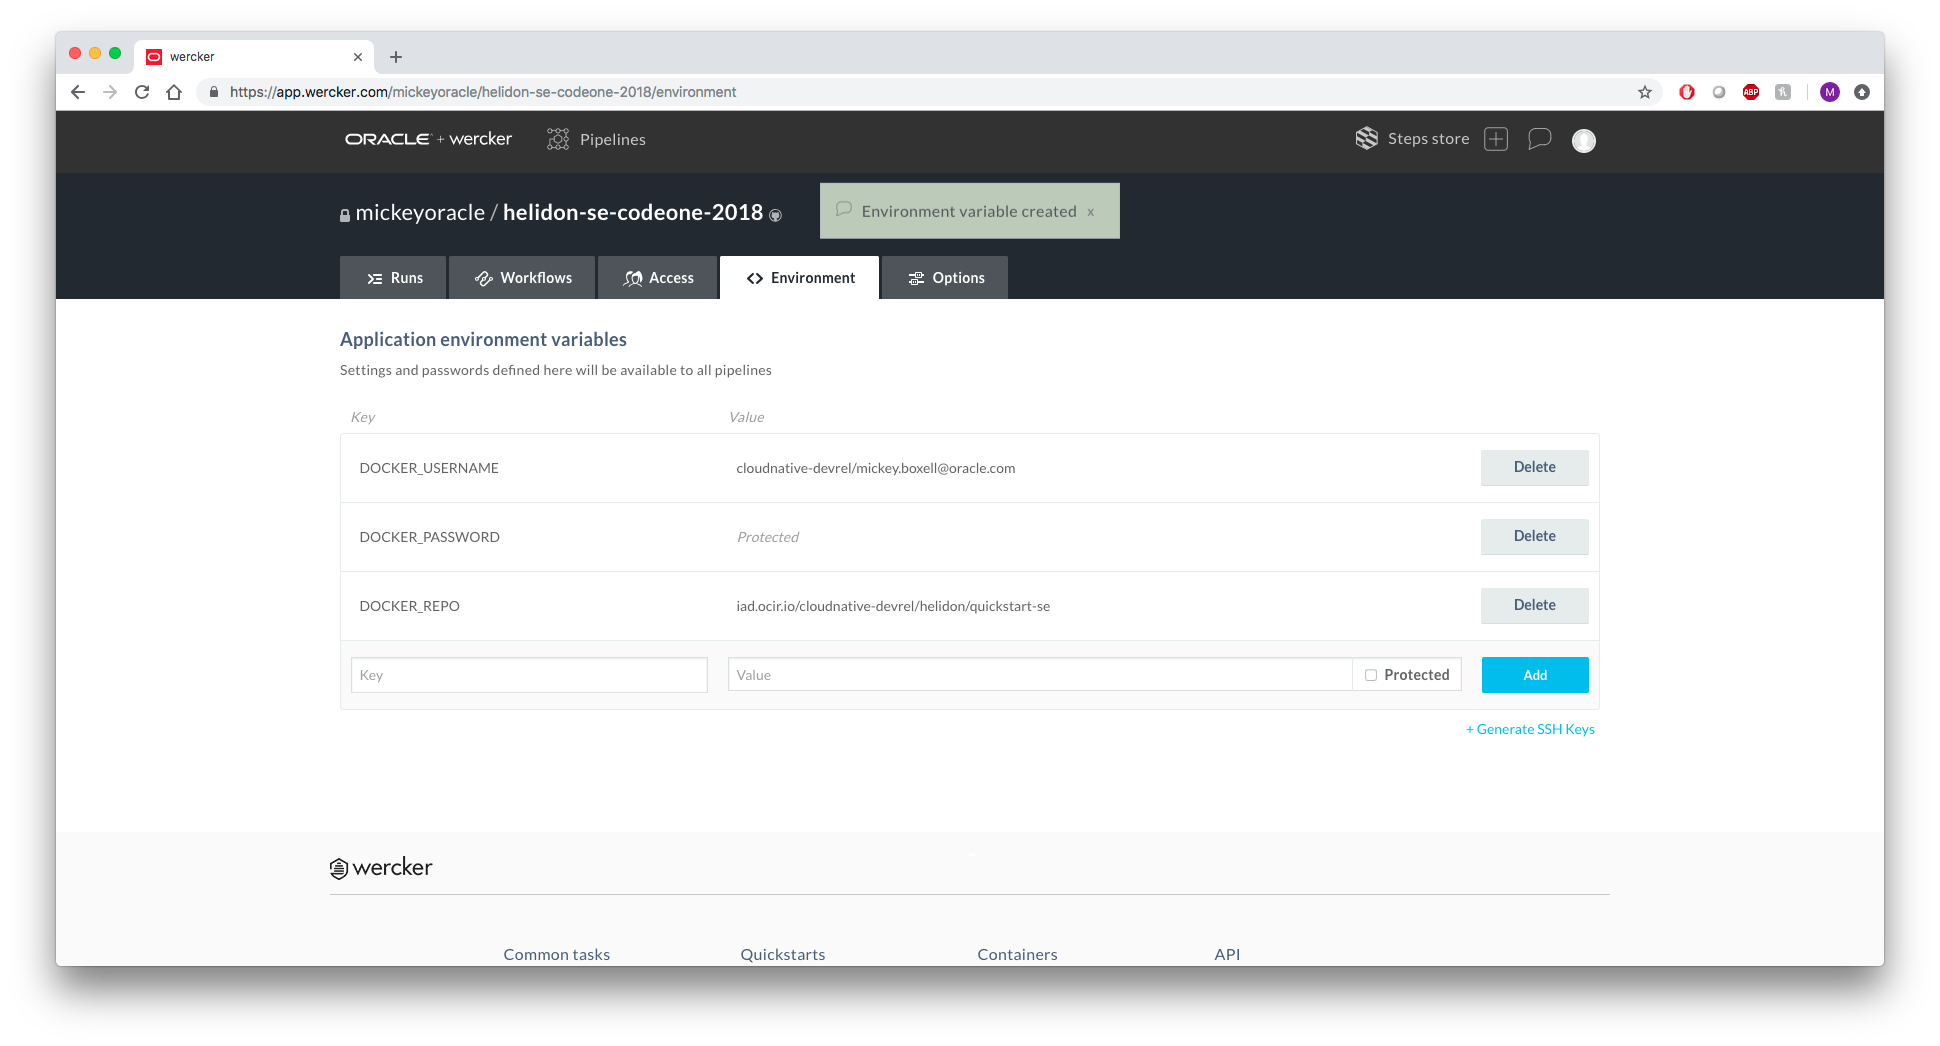 wercker
https://app.wercker.com/mickeyoracle/helidon-se-codeone-2018/environment
ABP
M
ORACLE + wercker
Pipelines
Steps store
mickeyoracle / helidon-se-codeone-2018
Environment variable created x
Runs
Workflows
Access
Environment
Options
Application environment variables
Settings and passwords defined here will be available to all pipelines
Key Value
DOCKER_USERNAME cloudnative-devrel/mickey.boxell@oracle.com Delete
DOCKER_PASSWORD Protected Delete
DOCKER_REPO iad.ocir.io/cloudnative-devrel/helidon/quickstart-se Delete
Key Value Protected Add
+ Generate SSH Keys
wercker
Common tasks Quickstarts Containers API